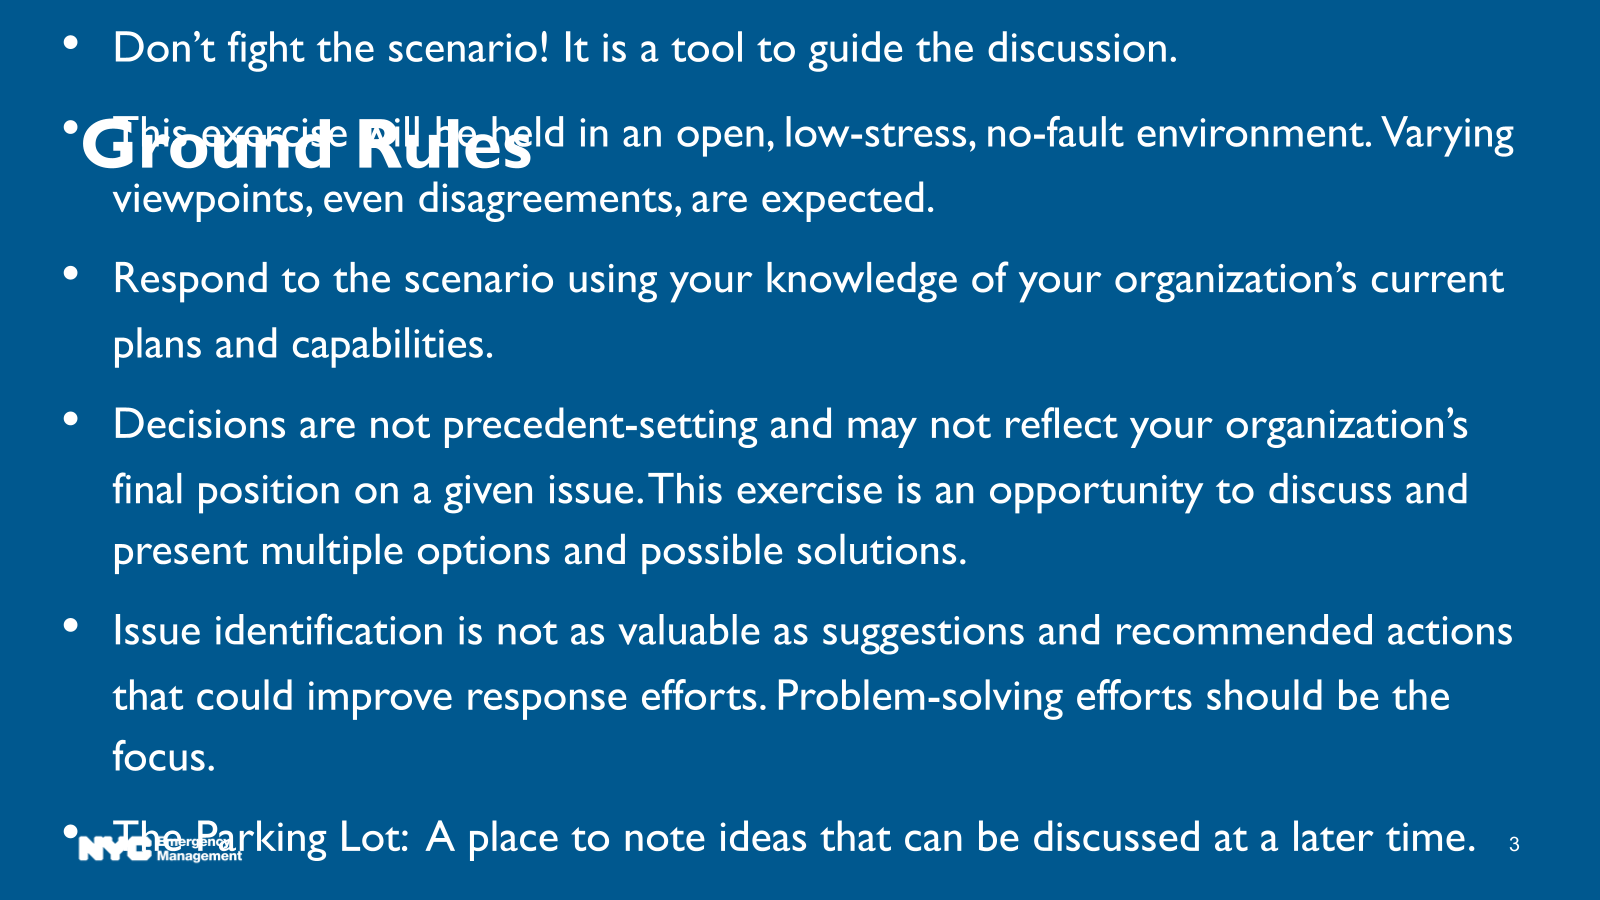 • Don’t fight the scenario! It is a tool to guide the discussion.
Ground Rules
• This exercise will be held in an open, low-stress, no-fault environment. Varying
viewpoints, even disagreements, are expected.
• Respond to the scenario using your knowledge of your organization’s current
plans and capabilities.
• Decisions are not precedent-setting and may not reflect your organization’s
final position on a given issue. This exercise is an opportunity to discuss and
present multiple options and possible solutions.
• Issue identification is not as valuable as suggestions and recommended actions
that could improve response efforts. Problem-solving efforts should be the
focus.
• The Parking Lot: A place to note ideas that can be discussed at a later time.
NYC Emergency
Management
3